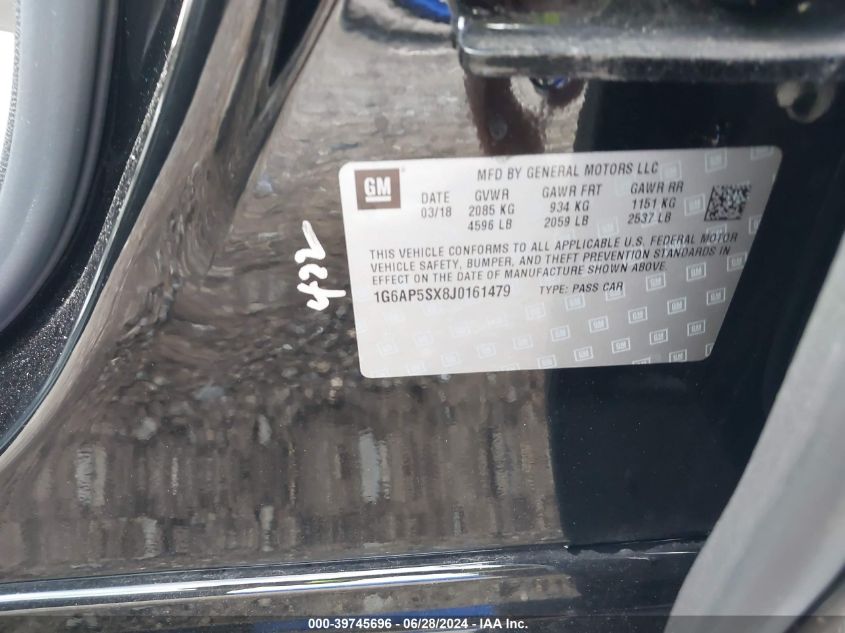 MFD BY GENERAL MOTORS LLC
GM
DATE GVWR GAWR FRT GAWR RR
03/18 2085 KG 934 KG 1151 KG
4596 LB 2059 LB 2537 LB
THIS VEHICLE CONFORMS TO ALL APPLICABLE U.S. FEDERAL MOTOR
VEHICLE SAFETY, BUMPER, AND THEFT PREVENTION STANDARDS IN
EFFECT ON THE DATE OF MANUFACTURE SHOWN ABOVE.
1G6AP5SX8J0161479 TYPE: PASS CAR
422
000-39745696 - 06/28/2024 - IAA Inc.